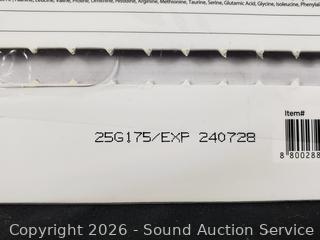 Leucine, Valine, Proline, Ornithine, Histidine, Arginine, Methionine, Taurine, Serine, Glutamic Acid, Glycine, Isoleucine,
25G175/EXP 240728
Item#
8 800288
Copyright 2026 - Sound Auction Service